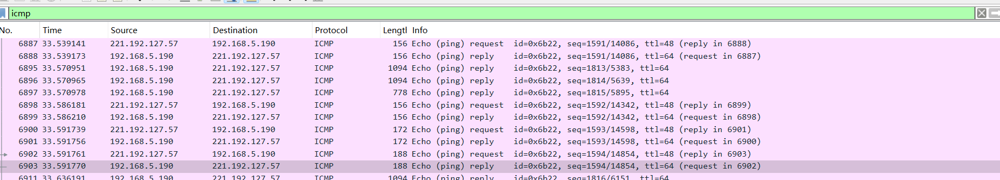 icmp
No. Time Source Destination Protocol Lengtl Info
6887 33.539141 221.192.127.57 192.168.5.190 ICMP 156 Echo (ping) request id=0x6b22, seq=1591/14086, ttl=48 (reply in 6888)
6888 33.539173 192.168.5.190 221.192.127.57 ICMP 156 Echo (ping) reply id=0x6b22, seq=1591/14086, ttl=64 (request in 6887)
6895 33.570951 192.168.5.190 221.192.127.57 ICMP 1094 Echo (ping) reply id=0x6b22, seq=1813/5383, ttl=64
6896 33.570965 192.168.5.190 221.192.127.57 ICMP 1094 Echo (ping) reply id=0x6b22, seq=1814/5639, ttl=64
6897 33.570978 192.168.5.190 221.192.127.57 ICMP 778 Echo (ping) reply id=0x6b22, seq=1815/5895, ttl=64
6898 33.586181 221.192.127.57 192.168.5.190 ICMP 156 Echo (ping) request id=0x6b22, seq=1592/14342, ttl=48 (reply in 6899)
6899 33.586210 192.168.5.190 221.192.127.57 ICMP 156 Echo (ping) reply id=0x6b22, seq=1592/14342, ttl=64 (request in 6898)
6900 33.591739 221.192.127.57 192.168.5.190 ICMP 172 Echo (ping) request id=0x6b22, seq=1593/14598, ttl=48 (reply in 6901)
6901 33.591756 192.168.5.190 221.192.127.57 ICMP 172 Echo (ping) reply id=0x6b22, seq=1593/14598, ttl=64 (request in 6900)
6902 33.591761 221.192.127.57 192.168.5.190 ICMP 188 Echo (ping) request id=0x6b22, seq=1594/14854, ttl=48 (reply in 6903)
6903 33.591770 192.168.5.190 221.192.127.57 ICMP 188 Echo (ping) reply id=0x6b22, seq=1594/14854, ttl=64 (request in 6902)
6911 33.636191 192.168.5.190 221.192.127.57 ICMP 1094 Echo (ping) reply id=0x6b22, seq=1816/6151, ttl=64